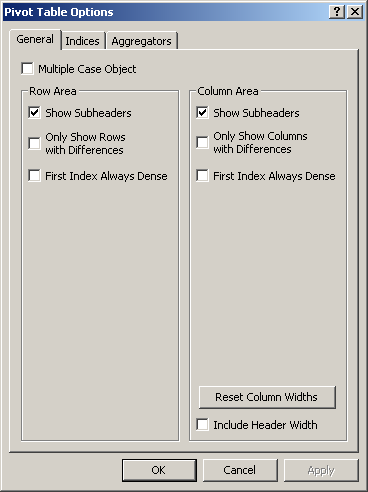 Pivot Table Options
General Indices Aggregators
Multiple Case Object
Row Area
Show Subheaders
Only Show Rows
with Differences
First Index Always Dense
Column Area
Show Subheaders
Only Show Columns
with Differences
First Index Always Dense
Reset Column Widths
Include Header Width
OK Cancel Apply